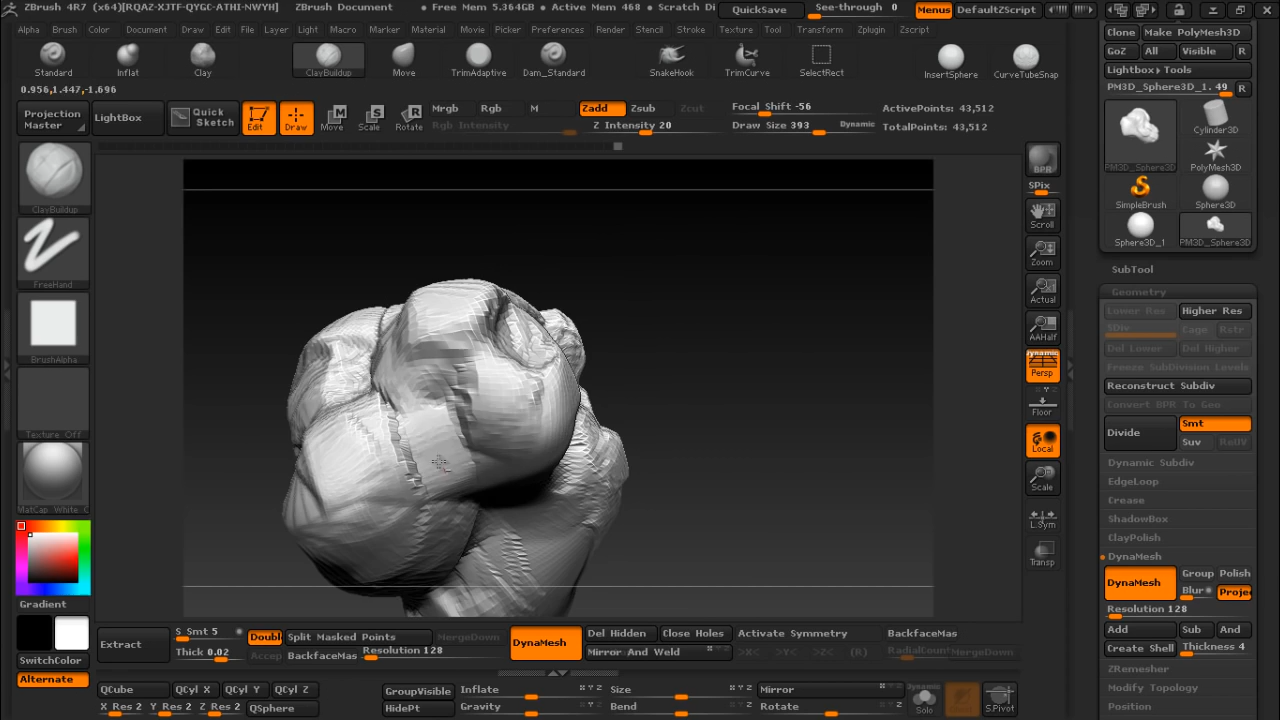 ZBrush 4R7 (x64)[RQAZ-XJTF-QYGC-ATHI-NWYH] ZBrush Document • Free Mem 5.364GB • Active Mem 468 • Scratch Di QuickSave See-through 0 Menus DefaultZScript
Alpha Brush Color Document Draw Edit File Layer Light Macro Marker Material Movie Picker Preferences Render Stencil Stroke Texture Tool Transform Zplugin Zscript
Standard Inflat Clay ClayBuildup Move TrimAdaptive Dam_Standard SnakeHook TrimCurve SelectRect InsertSphere CurveTubeSnap
0.956,1.447,-1.696
Projection Master LightBox Quick Sketch Edit Draw Move Scale Rotate
Mrgb Rgb M Zadd Zsub Zcut Focal Shift -56 ActivePoints: 43,512
Rgb Intensity Z Intensity 20 Draw Size 393 Dynamic TotalPoints: 43,512
ClayBuildup
FreeHand
BrushAlpha
Texture Off
MatCap White C
Gradient
SwitchColor
Alternate
BPR
SPix
Scroll
Zoom
Actual
AAHalf
Dynamic
Persp
Floor
Local
Scale
L.Sym
Transp
Clone Make PolyMesh3D
GoZ All Visible R
Lightbox▸Tools
PM3D_Sphere3D_1. 49 R
PM3D_Sphere3D Cylinder3D
PolyMesh3D
SimpleBrush Sphere3D
Sphere3D_1 PM3D_Sphere3D
SubTool
Geometry
Lower Res Higher Res
SDiv Cage Rstr
Del Lower Del Higher
Freeze SubDivision Levels
Reconstruct Subdiv
Convert BPR To Geo
Divide Smt
Suv ReUV
Dynamic Subdiv
EdgeLoop
Crease
ShadowBox
ClayPolish
DynaMesh
DynaMesh Group Polish
Blur Proje
Resolution 128
Add Sub And
Create Shell Thickness 4
ZRemesher
Modify Topology
Position
Extract S Smt 5 Doubl Split Masked Points MergeDown DynaMesh Del Hidden Close Holes Activate Symmetry BackfaceMas
Thick 0.02 Accep BackfaceMas Resolution 128 Mirror And Weld >X< >Y< >Z< (R) RadialCount MergeDown
QCube QCyl X QCyl Y QCyl Z GroupVisible Inflate Size Mirror Dynamic
X Res 2 Y Res 2 Z Res 2 QSphere HidePt Gravity Bend Rotate Solo S.Pivot